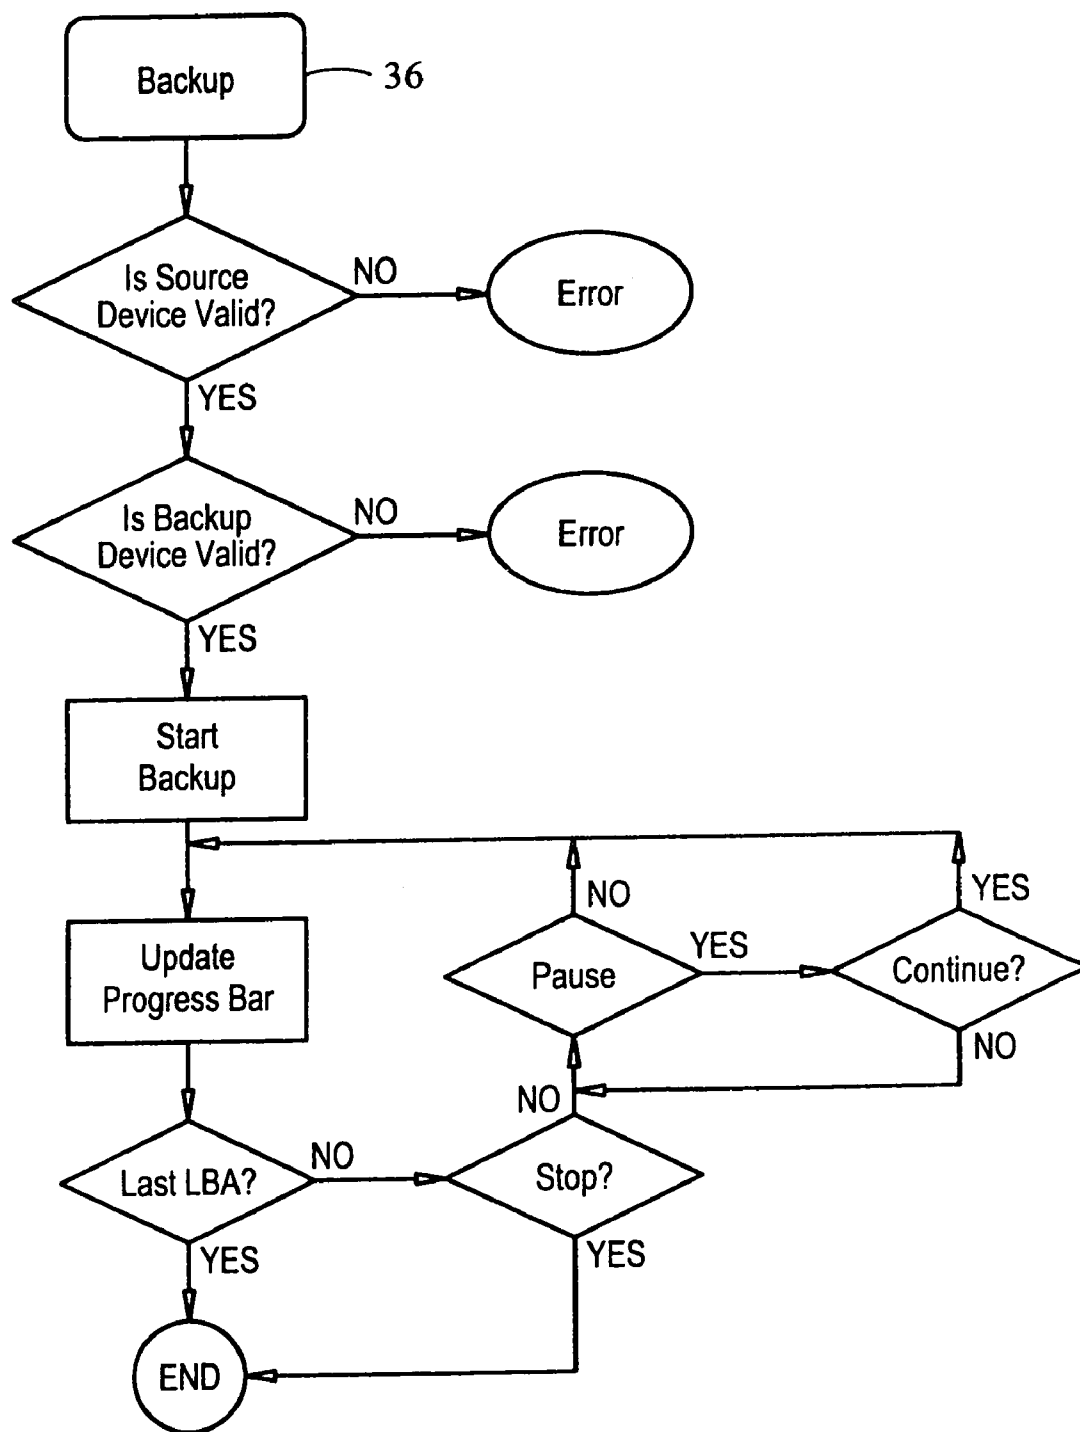 Backup
36
Is Source
Device Valid?
NO
Error
YES
Is Backup
Device Valid?
NO
Error
YES
Start
Backup
NO
YES
Update
Progress Bar
Pause
YES
Continue?
NO
NO
Last LBA?
NO
Stop?
YES
YES
END